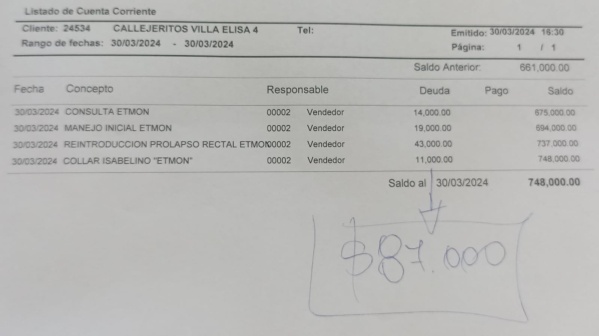 Listado de Cuenta Corriente
Cliente: 24534 CALLEJERITOS VILLA ELISA 4 Tel: Emitido: 30/03/2024 16:30
Rango de fechas: 30/03/2024 - 30/03/2024 Página: 1 / 1
Saldo Anterior: 661,000.00
Fecha Concepto Responsable Deuda Pago Saldo
30/03/2024 CONSULTA ETMON 00002 Vendedor 14,000.00 675,000.00
30/03/2024 MANEJO INICIAL ETMON 00002 Vendedor 19,000.00 694,000.00
30/03/2024 REINTRODUCCION PROLAPSO RECTAL ETMON 00002 Vendedor 43,000.00 737,000.00
30/03/2024 COLLAR ISABELINO "ETMON" 00002 Vendedor 11,000.00 748,000.00
Saldo al 30/03/2024 748,000.00
$87.000